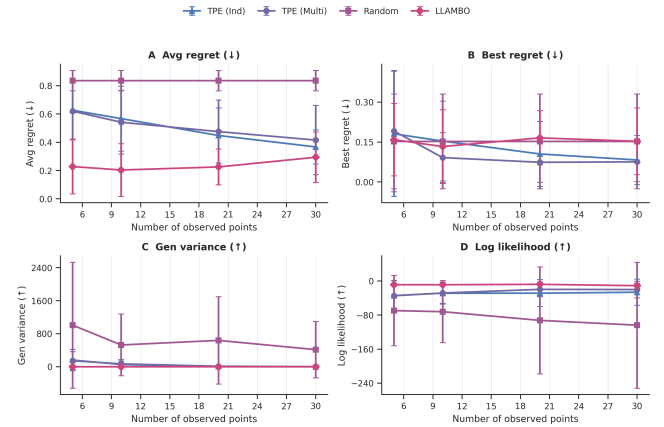 TPE (Ind) TPE (Multi) Random LLAMBO
A Avg regret (↓)
Avg regret (↓)
0.8
0.6
0.4
0.2
0.0
6 9 12 15 18 21 24 27 30
Number of observed points
B Best regret (↓)
Best regret (↓)
0.30
0.15
0.00
6 9 12 15 18 21 24 27 30
Number of observed points
C Gen variance (↑)
Gen variance (↑)
2400
1600
800
0
6 9 12 15 18 21 24 27 30
Number of observed points
D Log likelihood (↑)
Log likelihood (↑)
0
−80
−160
−240
6 9 12 15 18 21 24 27 30
Number of observed points